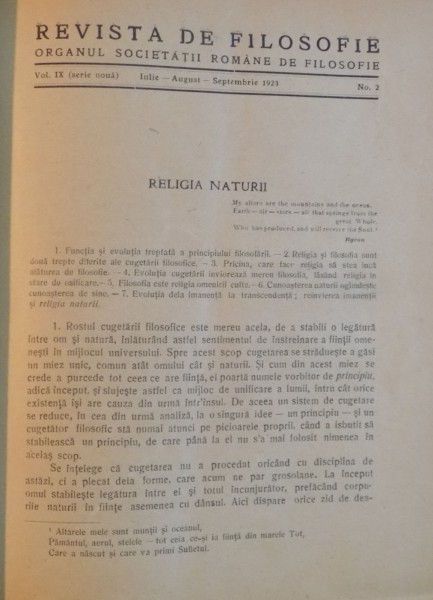 REVISTA DE FILOSOFIE
ORGANUL SOCIETĂȚII ROMÂNE DE FILOSOFIE
Vol. IX (serie nouă) Iulie — August — Septembrie 1923 No. 2
RELIGIA NATURII
My altars are the mountains and the ocean,
Earth — air — stars — all that springs from the
great Whole,
Who has produced, and will receive the Soul. ¹
Byron
1. Funcția și evoluția treptată a principiului filosofării. — 2. Religia și filosofia sunt
două trepte diferite ale cugetării filosofice. — 3. Pricina, care face religia să stea încă
alăturea de filosofie. — 4. Evoluția cugetării înviorează mereu filosofia, lăsând religia în
stare de osificare. — 5. Filosofia este religia omenirii culte. — 6. Cunoașterea naturii oglindește
cunoașterea de sine. — 7. Evoluția dela imanență la transcendență; reînvierea imanenții
și religia naturii.
1. Rostul cugetării filosofice este mereu acela, de a stabili o legătură
între om și natură, înlăturând astfel sentimentul de înstreinare a ființii ome-
nești în mijlocul universului. Spre acest scop cugetarea se străduește a găsi
un miez unic, comun atât omului cât și naturii. Și cum din acest miez se
crede a purcede tot ceea ce are ființă, ei poartă numele vorbitor de principiu,
adică început, și slujește astfel ca mijloc de unificare a lumii, întru cât orice
existență își are cauza din urmă într'însul. De aceea un sistem de cugetare
se reduce, în cea din urmă analiză, la o singură idee — un principiu — și un
cugetător filosofic stă numai atunci pe picioarele proprii, când a isbutit să
stabilească un principiu, de care până la el nu s'a mai folosit nimenea în
acelaș scop.
Se înțelege că cugetarea nu a procedat oricând cu disciplina de
astăzi, ci a plecat deia forme, care acum ne par grosolane. La început
omul stabilește legătura între el și totul încunjurător, prefăcând corpu-
rile naturii în ființe asemenea cu dânsul. Aici dispare orice zid de des-
¹ Altarele mele sunt munții și oceanul,
Pământul, aerul, stelele — tot ceia ce-și ia ființă din marele Tot,
Care a născut și care va primi Sufletul.